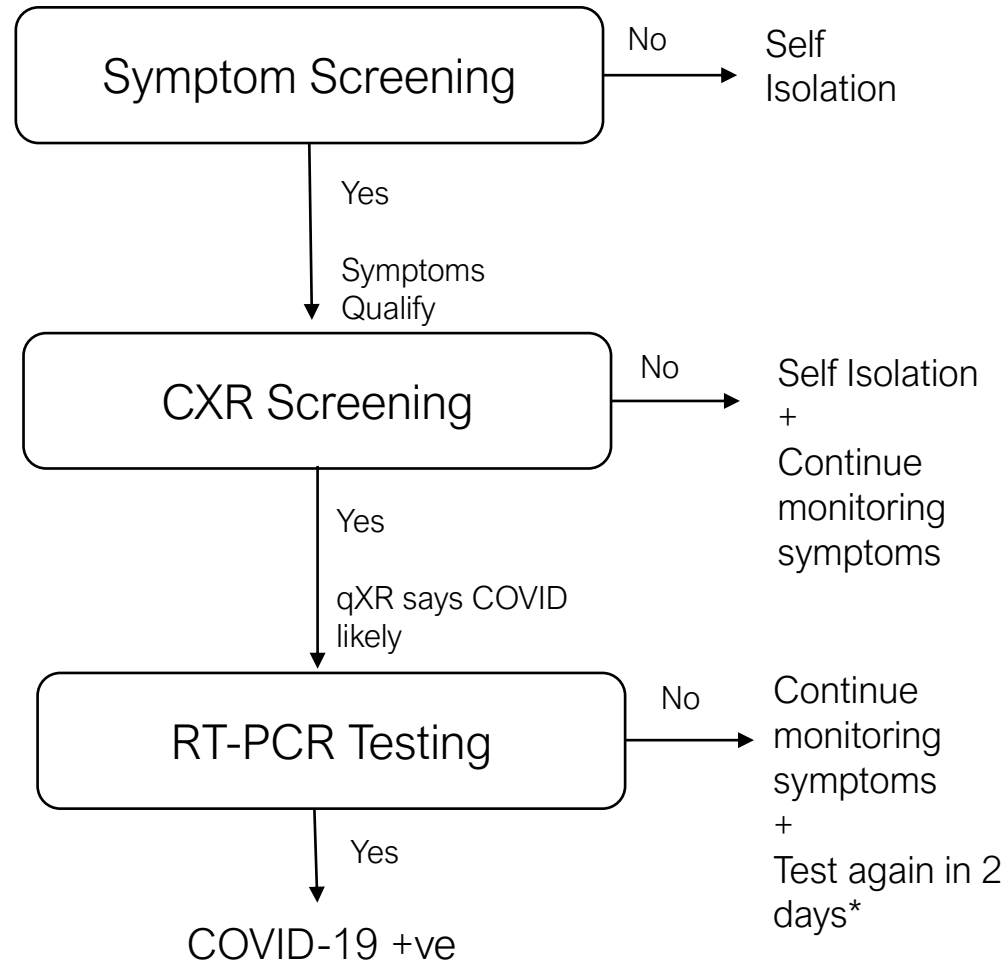 Symptom Screening
No
Self
Isolation
Yes
Symptoms
Qualify
CXR Screening
No
Self Isolation
+
Continue
monitoring
symptoms
Yes
qXR says COVID
likely
RT-PCR Testing
No
Continue
monitoring
symptoms
+
Test again in 2
days*
Yes
COVID-19 +ve